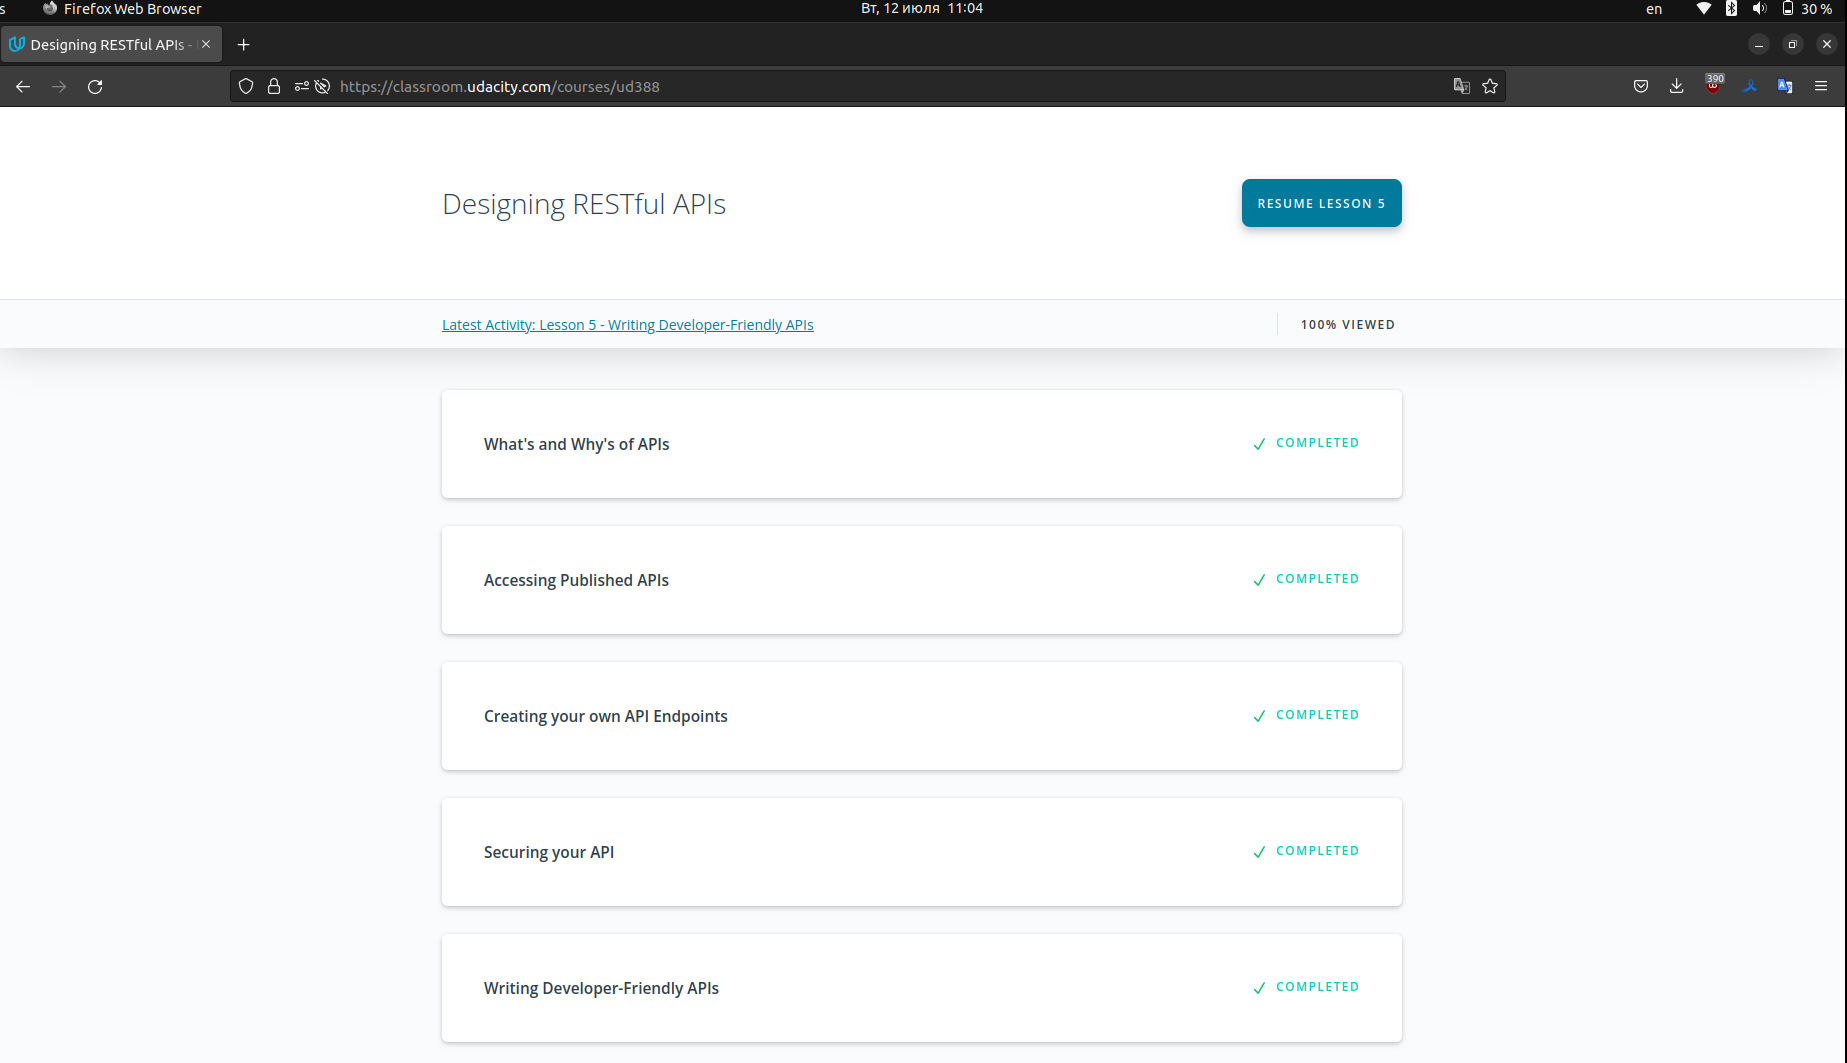 s Firefox Web Browser Вт, 12 июля 11:04 en 30 %
Designing RESTful APIs -
https://classroom.udacity.com/courses/ud388 390
Designing RESTful APIs RESUME LESSON 5
Latest Activity: Lesson 5 - Writing Developer-Friendly APIs 100% VIEWED
What's and Why's of APIs COMPLETED
Accessing Published APIs COMPLETED
Creating your own API Endpoints COMPLETED
Securing your API COMPLETED
Writing Developer-Friendly APIs COMPLETED